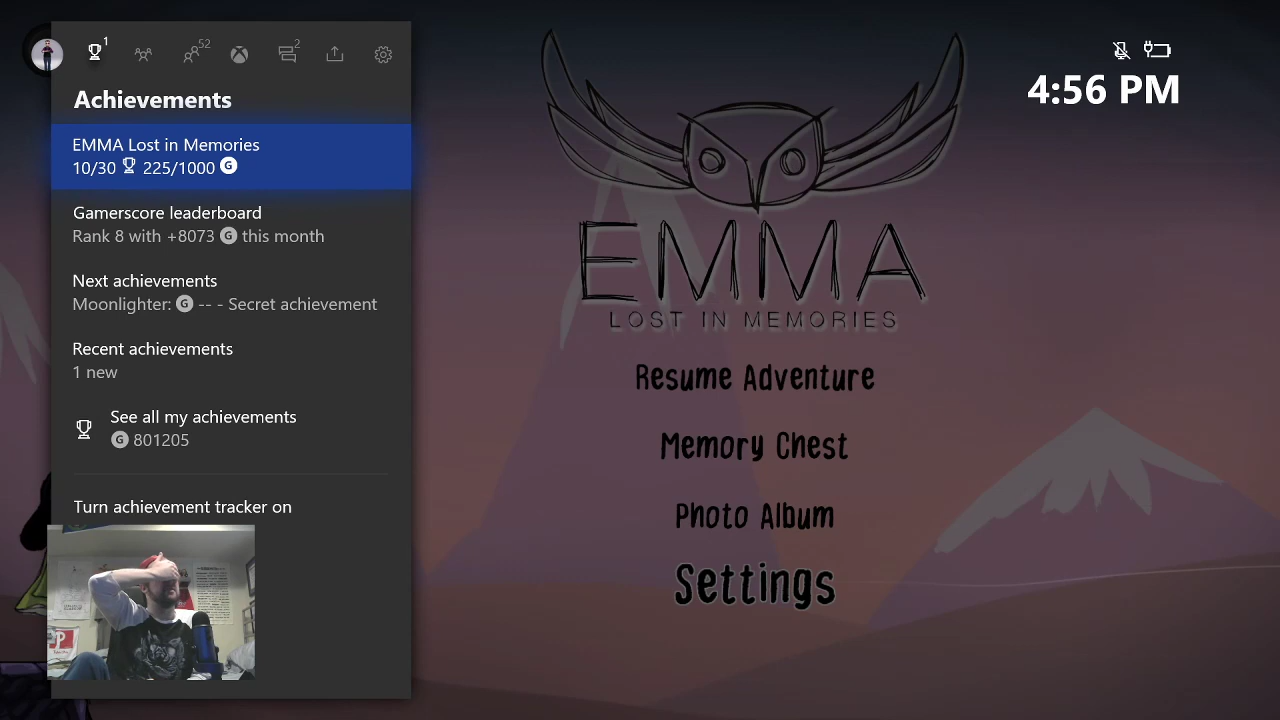 1
52
2
Achievements
EMMA Lost in Memories
10/30 225/1000 G
Gamerscore leaderboard
Rank 8 with +8073 G this month
Next achievements
Moonlighter: G -- - Secret achievement
Recent achievements
1 new
See all my achievements
G 801205
Turn achievement tracker on
4:56 PM
EMMA
LOST IN MEMORIES
Resume Adventure
Memory Chest
Photo Album
Settings